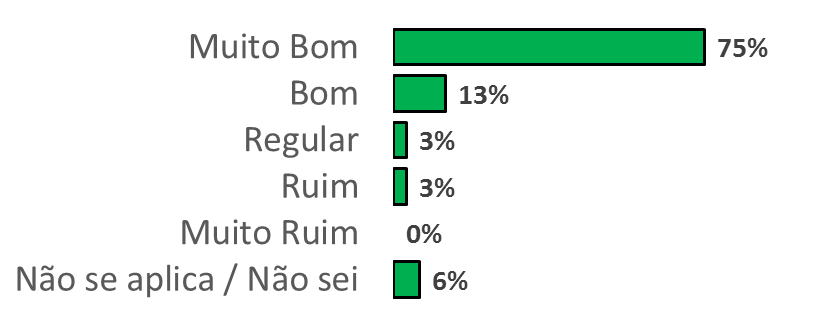 Muito Bom 75%
Bom 13%
Regular 3%
Ruim 3%
Muito Ruim 0%
Não se aplica / Não sei 6%